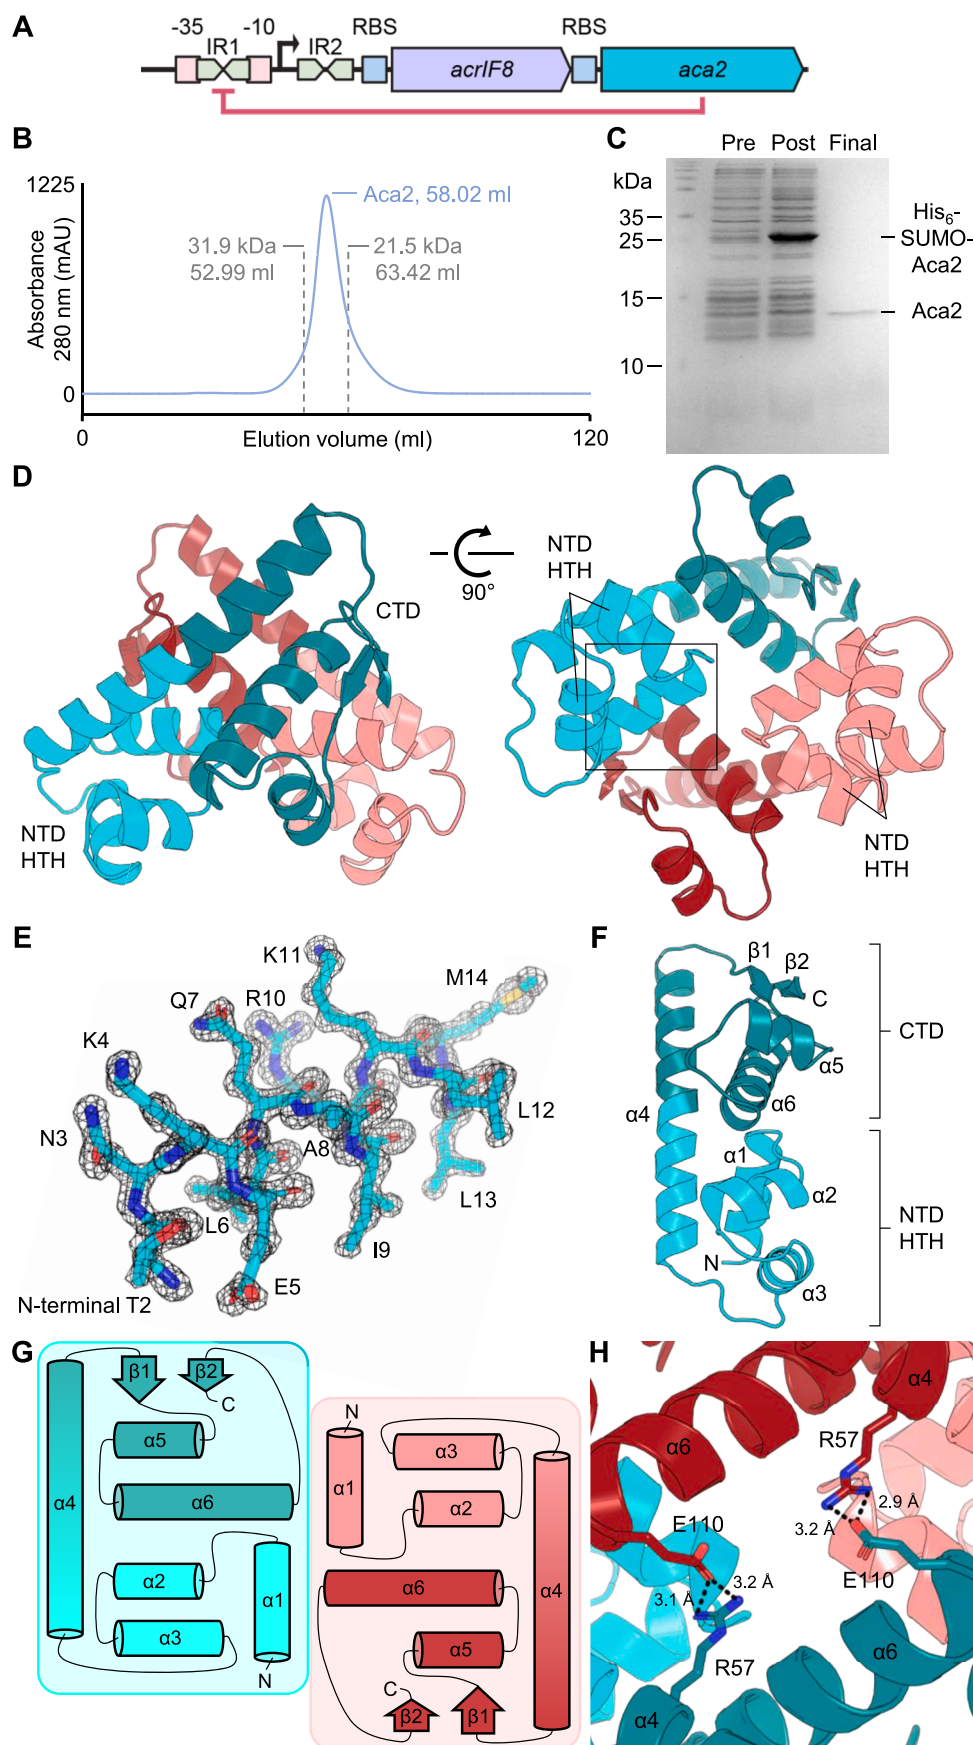 A
-35
-10
RBS
RBS
IR1
IR2
acrIF8
aca2
B
1225
Absorbance
280 nm (mAU)
0
Aca2, 58.02 ml
31.9 kDa
52.99 ml
21.5 kDa
63.42 ml
0
Elution volume (ml)
120
C
Pre
Post
Final
kDa
35
25
15
10
His6-
SUMO-
Aca2
Aca2
D
CTD
NTD
HTH
90°
NTD
HTH
NTD
HTH
E
K11
M14
Q7
R10
K4
N3
A8
L12
L13
L6
I9
E5
N-terminal T2
F
β1
β2
C
CTD
α5
α4
α6
α1
α2
NTD
HTH
N
α3
G
β1
β2
C
α5
α4
α6
α2
α1
α3
N
N
α3
α1
α2
α6
α4
α5
C
β2
β1
H
α4
α6
R57
2.9 Å
3.2 Å
E110
E110
3.2 Å
3.1 Å
R57
α6
α4